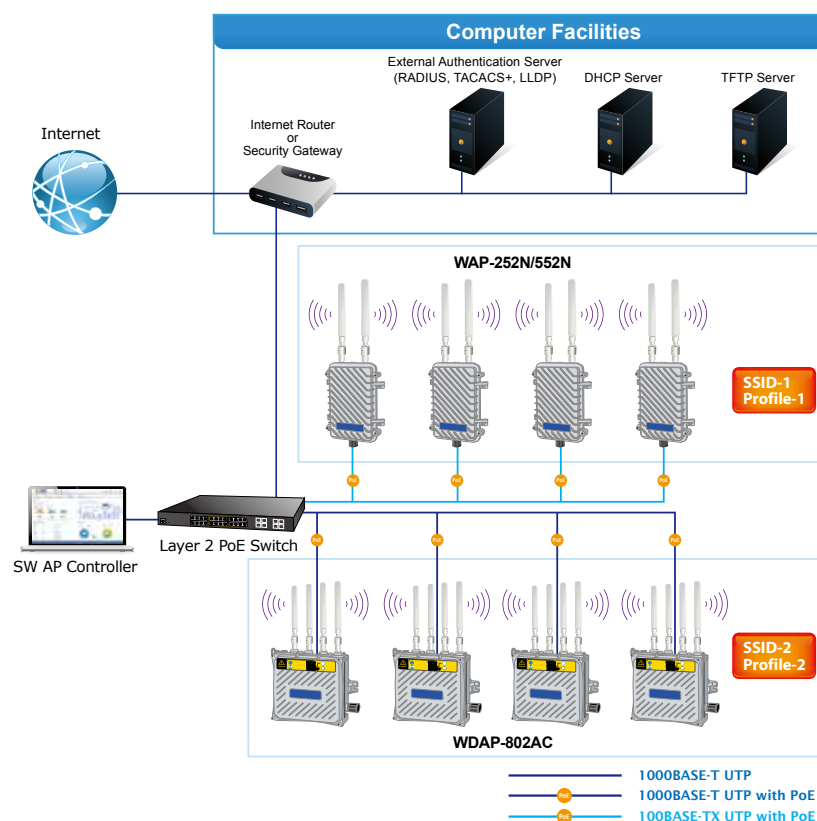 Computer Facilities
External Authentication Server
(RADIUS, TACACS+, LLDP)
DHCP Server
TFTP Server
Internet
Internet Router
or
Security Gateway
WAP-252N/552N
SSID-1
Profile-1
PoE
PoE
PoE
PoE
SW AP Controller
Layer 2 PoE Switch
PoE
PoE
PoE
PoE
SSID-2
Profile-2
WDAP-802AC
1000BASE-T UTP
PoE
1000BASE-T UTP with PoE
PoE
100BASE-TX UTP with PoE